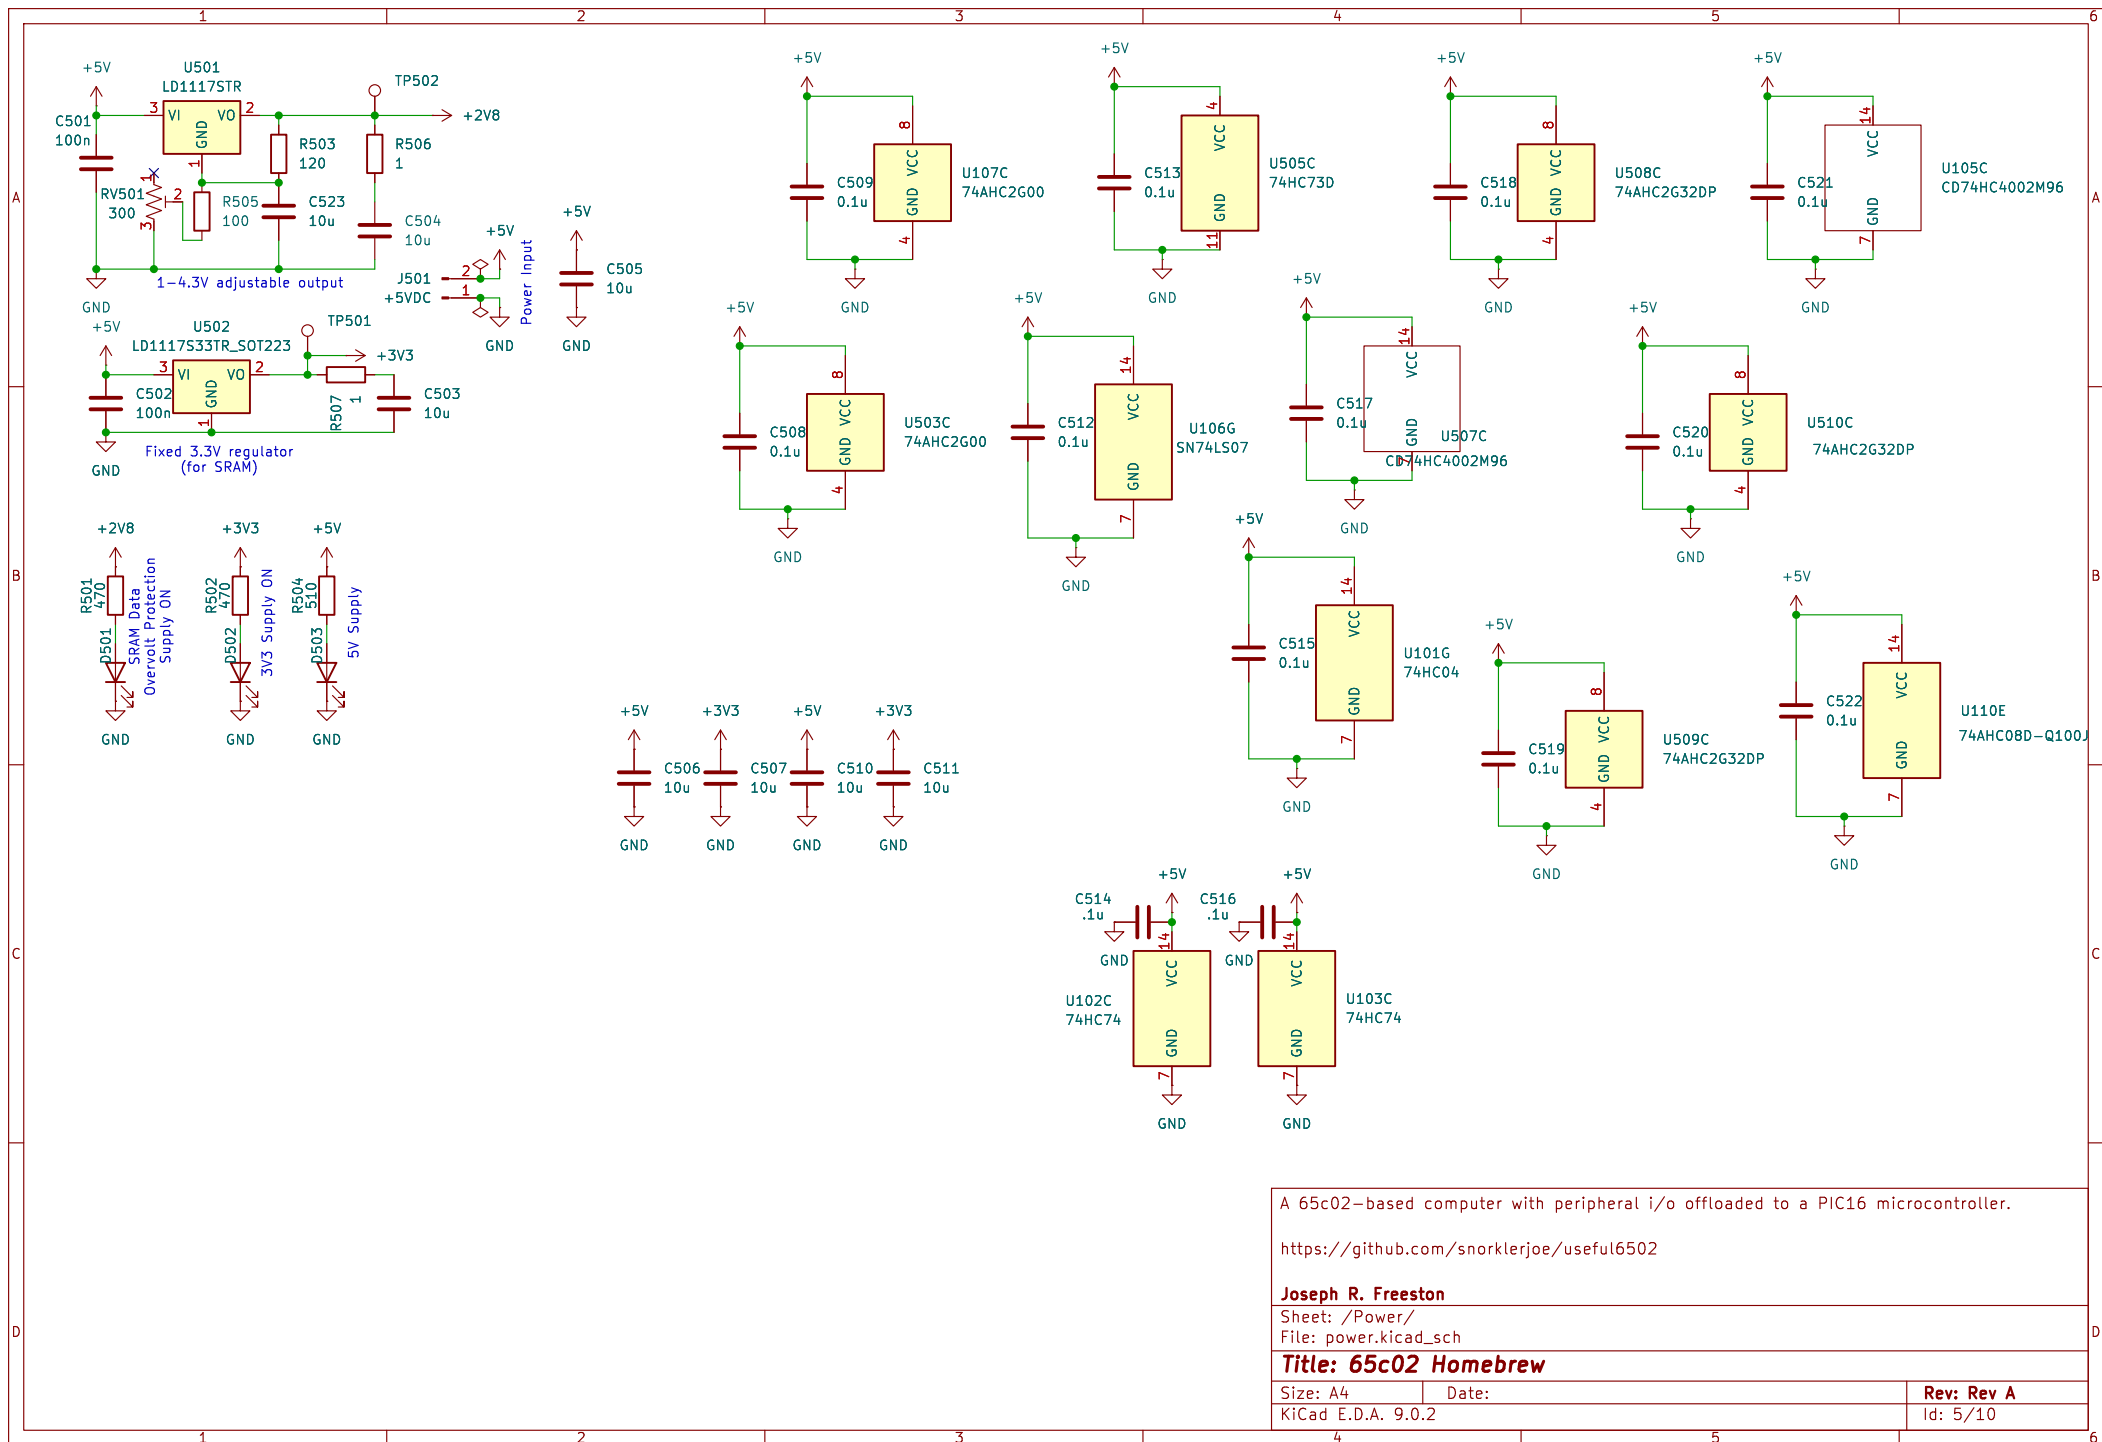 1 2 3 4 5 6
A
B
C
D
A
B
C
D
1 2 3 4 5 6
+5V
U501
LD1117STR
3 VI VO 2
GND
1
C501
100n
TP502
+2V8
R503
120
R506
1
RV501
300
1
2
3
R505
100
C523
10u
C504
10u
GND
1-4.3V adjustable output
J501
+5VDC
2
1
+5V
GND
Power Input
+5V
C505
10u
GND
+5V
U502
LD1117S33TR_SOT223
3 VI VO 2
GND
1
TP501
+3V3
C502
100n
R507
1
C503
10u
GND
Fixed 3.3V regulator
(for SRAM)
+2V8
R501
470
D501
SRAM Data
Overvolt Protection
Supply ON
GND
+3V3
R502
470
D502
3V3 Supply ON
GND
+5V
R504
510
D503
5V Supply
GND
+5V
C509
0.1u
8
VCC
GND
4
U107C
74AHC2G00
GND
+5V
C513
0.1u
4
VCC
GND
11
U505C
74HC73D
GND
+5V
C518
0.1u
8
VCC
GND
4
U508C
74AHC2G32DP
GND
+5V
C521
0.1u
14
VCC
GND
7
U105C
CD74HC4002M96
GND
+5V
C508
0.1u
8
VCC
GND
4
U503C
74AHC2G00
GND
+5V
C512
0.1u
14
VCC
GND
7
U106G
SN74LS07
GND
+5V
C517
0.1u
14
VCC
GND
7
U507C
CD74HC4002M96
GND
+5V
C520
0.1u
8
VCC
GND
4
U510C
74AHC2G32DP
GND
+5V
C515
0.1u
14
VCC
GND
7
U101G
74HC04
GND
+5V
C519
0.1u
8
VCC
GND
4
U509C
74AHC2G32DP
GND
+5V
C522
0.1u
14
VCC
GND
7
U110E
74AHC08D-Q100J
GND
+5V
C506
10u
GND
+3V3
C507
10u
GND
+5V
C510
10u
GND
+3V3
C511
10u
GND
+5V
C514
.1u
GND
14
VCC
GND
7
U102C
74HC74
GND
+5V
C516
.1u
GND
14
VCC
GND
7
U103C
74HC74
GND
A 65c02-based computer with peripheral i/o offloaded to a PIC16 microcontroller.
https://github.com/snorklerjoe/useful6502
Joseph R. Freeston
Sheet: /Power/
File: power.kicad_sch
Title: 65c02 Homebrew
Size: A4 Date: Rev: Rev A
KiCad E.D.A. 9.0.2 Id: 5/10